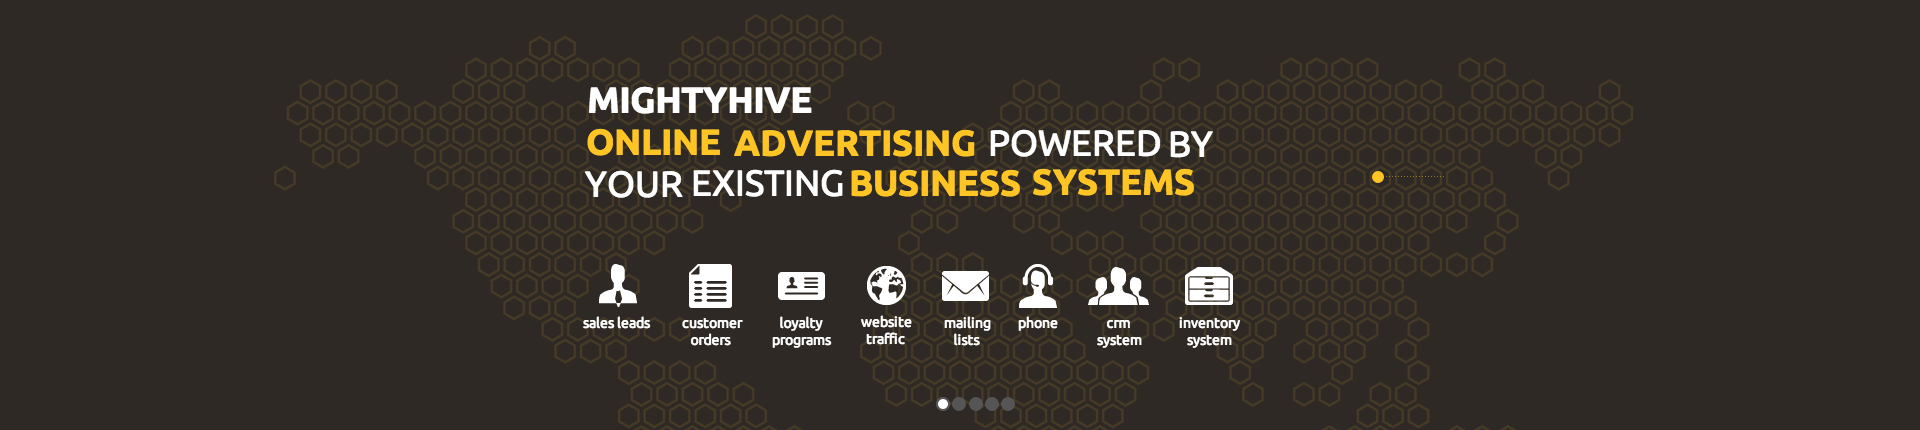 MIGHTYHIVE
ONLINE ADVERTISING POWERED BY
YOUR EXISTING BUSINESS SYSTEMS
sales leads
customer
orders
loyalty
programs
website
traffic
mailing
lists
phone
crm
system
inventory
system